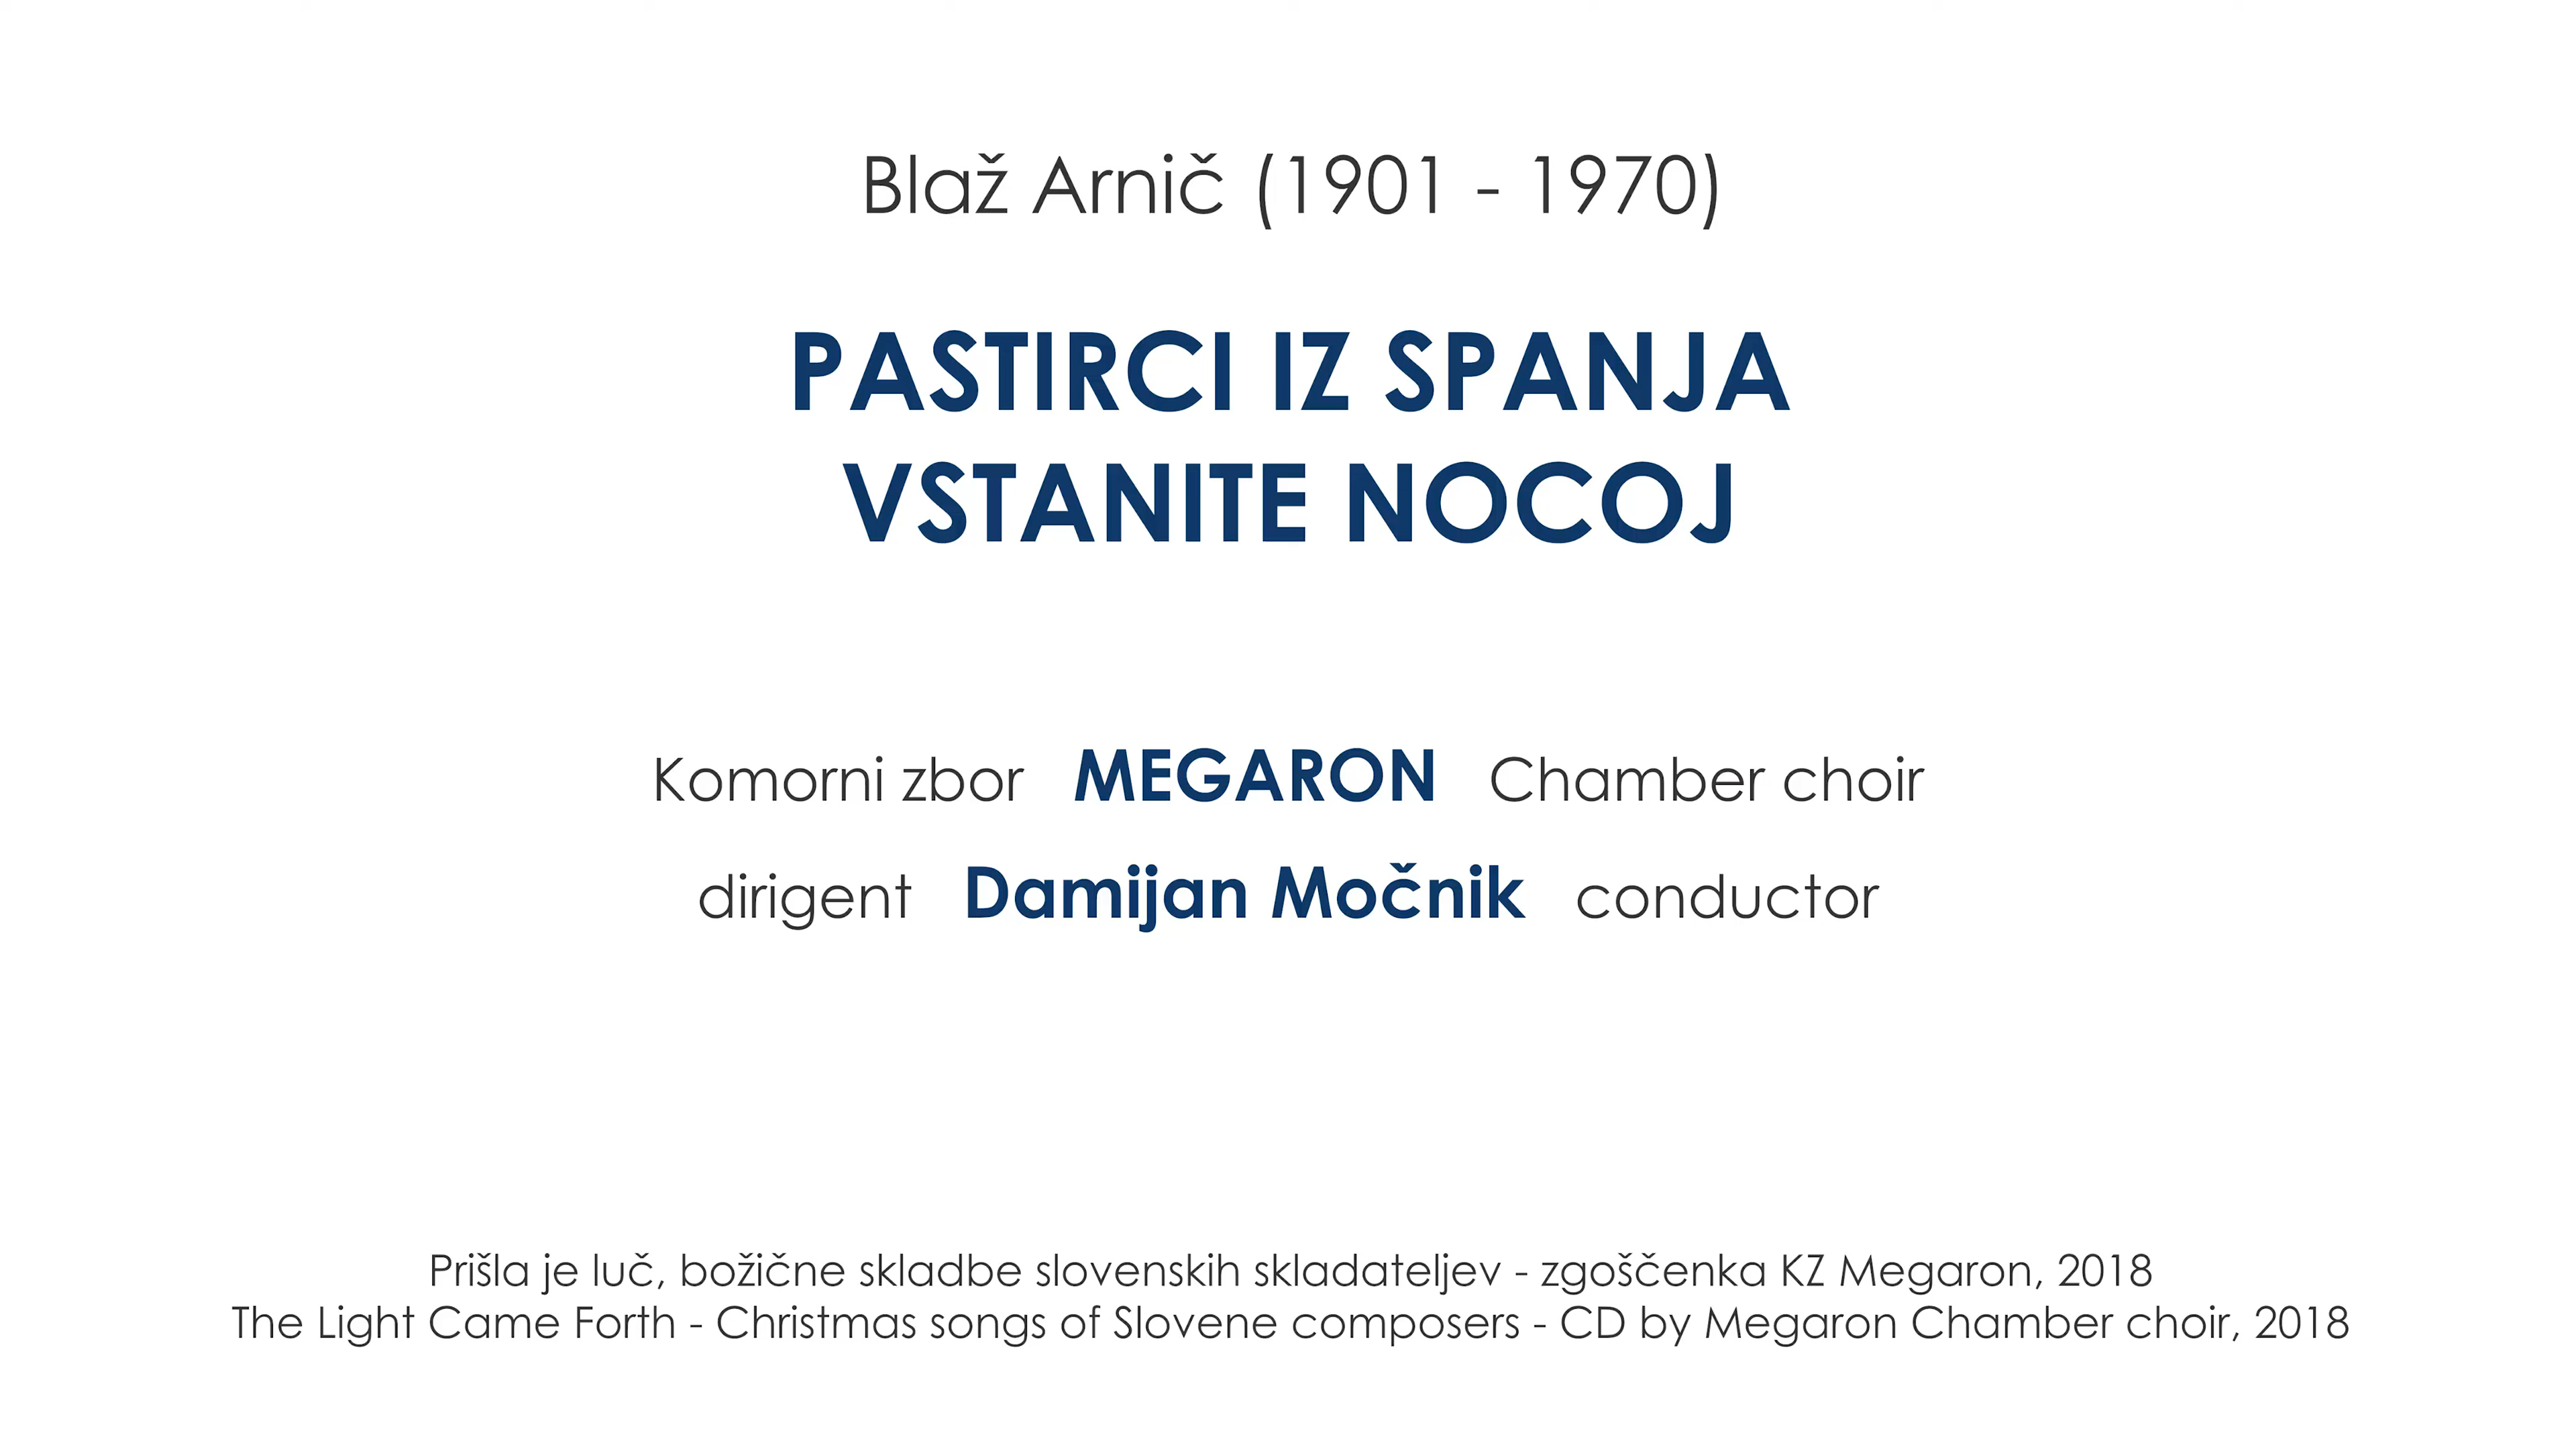 Blaž Arnič (1901 - 1970)
PASTIRCI IZ SPANJA
VSTANITE NOCOJ
Komorni zbor MEGARON Chamber choir
dirigent Damijan Močnik conductor
Prišla je luč, božične skladbe slovenskih skladateljev - zgoščenka KZ Megaron, 2018
The Light Came Forth - Christmas songs of Slovene composers - CD by Megaron Chamber choir, 2018